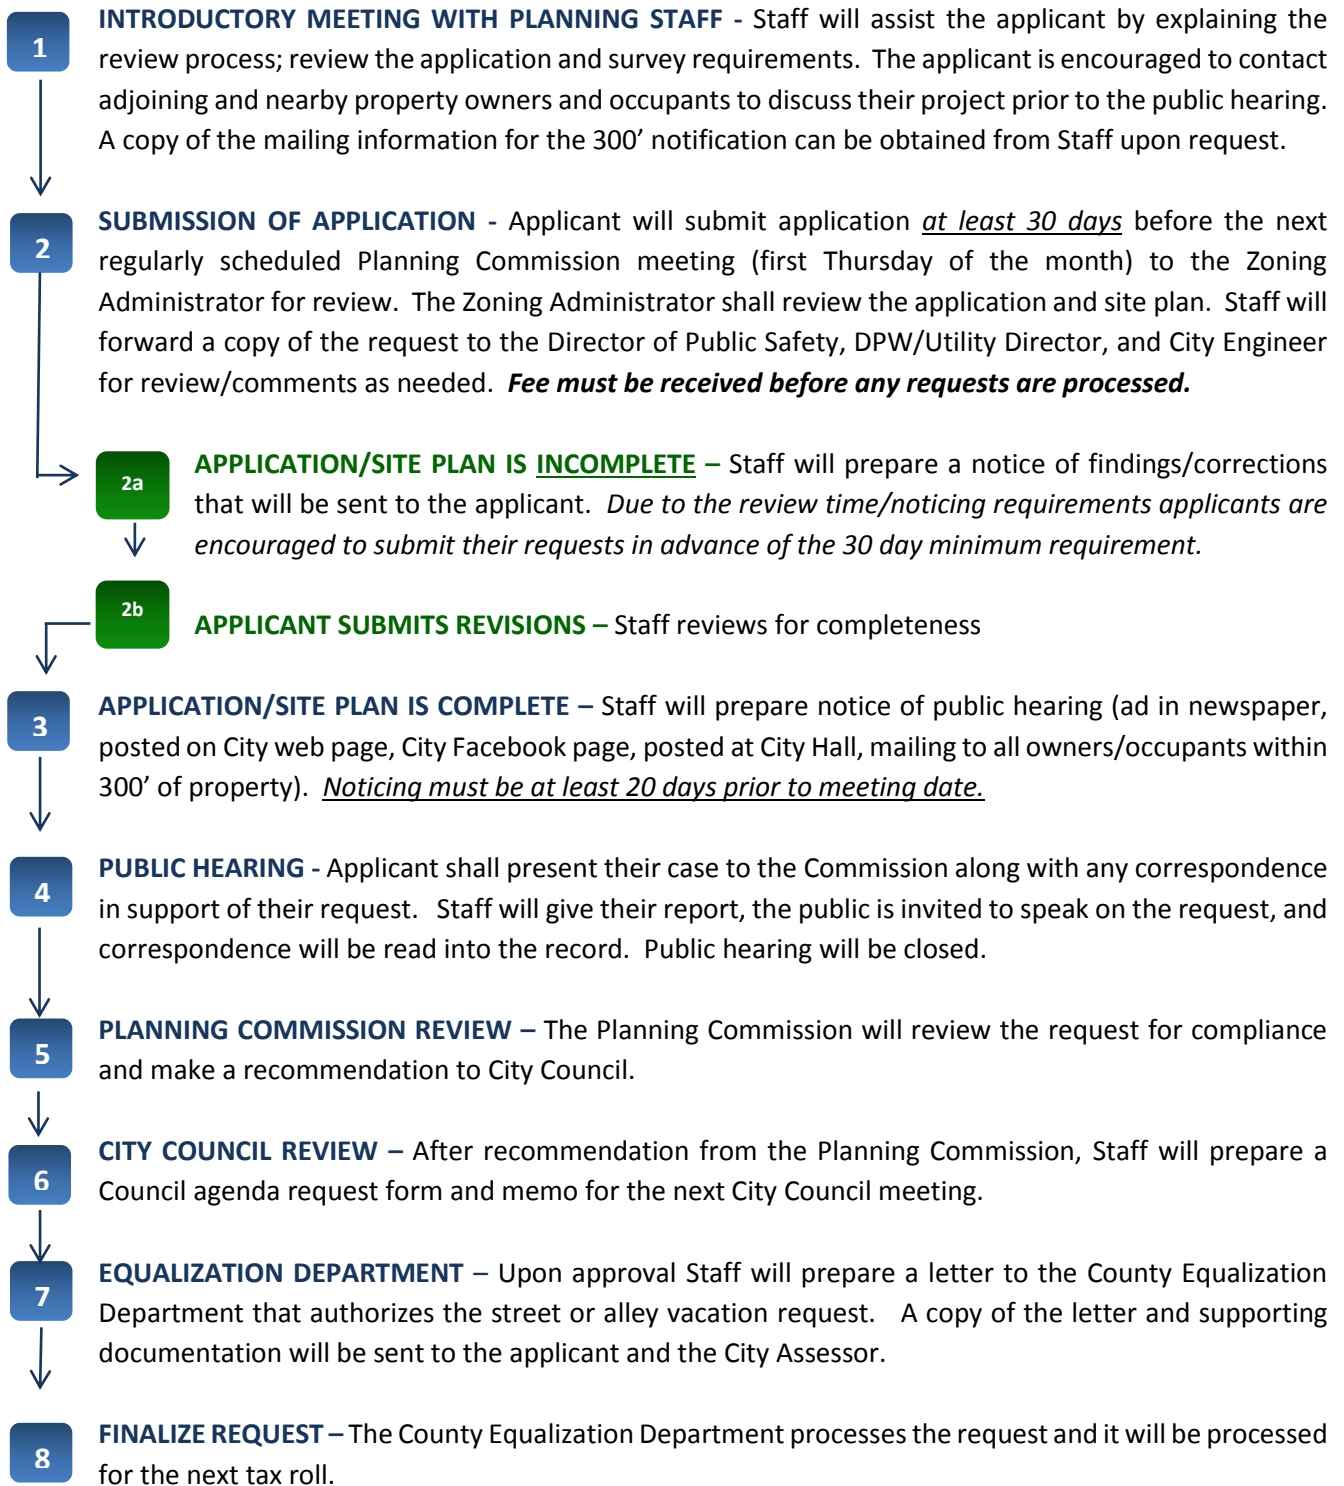 1
INTRODUCTORY MEETING WITH PLANNING STAFF - Staff will assist the applicant by explaining the
review process; review the application and survey requirements. The applicant is encouraged to contact
adjoining and nearby property owners and occupants to discuss their project prior to the public hearing.
A copy of the mailing information for the 300’ notification can be obtained from Staff upon request.
2
SUBMISSION OF APPLICATION - Applicant will submit application at least 30 days before the next
regularly scheduled Planning Commission meeting (first Thursday of the month) to the Zoning
Administrator for review. The Zoning Administrator shall review the application and site plan. Staff will
forward a copy of the request to the Director of Public Safety, DPW/Utility Director, and City Engineer
for review/comments as needed. Fee must be received before any requests are processed.
2a
APPLICATION/SITE PLAN IS INCOMPLETE – Staff will prepare a notice of findings/corrections
that will be sent to the applicant. Due to the review time/noticing requirements applicants are
encouraged to submit their requests in advance of the 30 day minimum requirement.
2b
APPLICANT SUBMITS REVISIONS – Staff reviews for completeness
3
APPLICATION/SITE PLAN IS COMPLETE – Staff will prepare notice of public hearing (ad in newspaper,
posted on City web page, City Facebook page, posted at City Hall, mailing to all owners/occupants within
300’ of property). Noticing must be at least 20 days prior to meeting date.
4
PUBLIC HEARING - Applicant shall present their case to the Commission along with any correspondence
in support of their request. Staff will give their report, the public is invited to speak on the request, and
correspondence will be read into the record. Public hearing will be closed.
5
PLANNING COMMISSION REVIEW – The Planning Commission will review the request for compliance
and make a recommendation to City Council.
6
CITY COUNCIL REVIEW – After recommendation from the Planning Commission, Staff will prepare a
Council agenda request form and memo for the next City Council meeting.
7
EQUALIZATION DEPARTMENT – Upon approval Staff will prepare a letter to the County Equalization
Department that authorizes the street or alley vacation request. A copy of the letter and supporting
documentation will be sent to the applicant and the City Assessor.
8
FINALIZE REQUEST – The County Equalization Department processes the request and it will be processed
for the next tax roll.